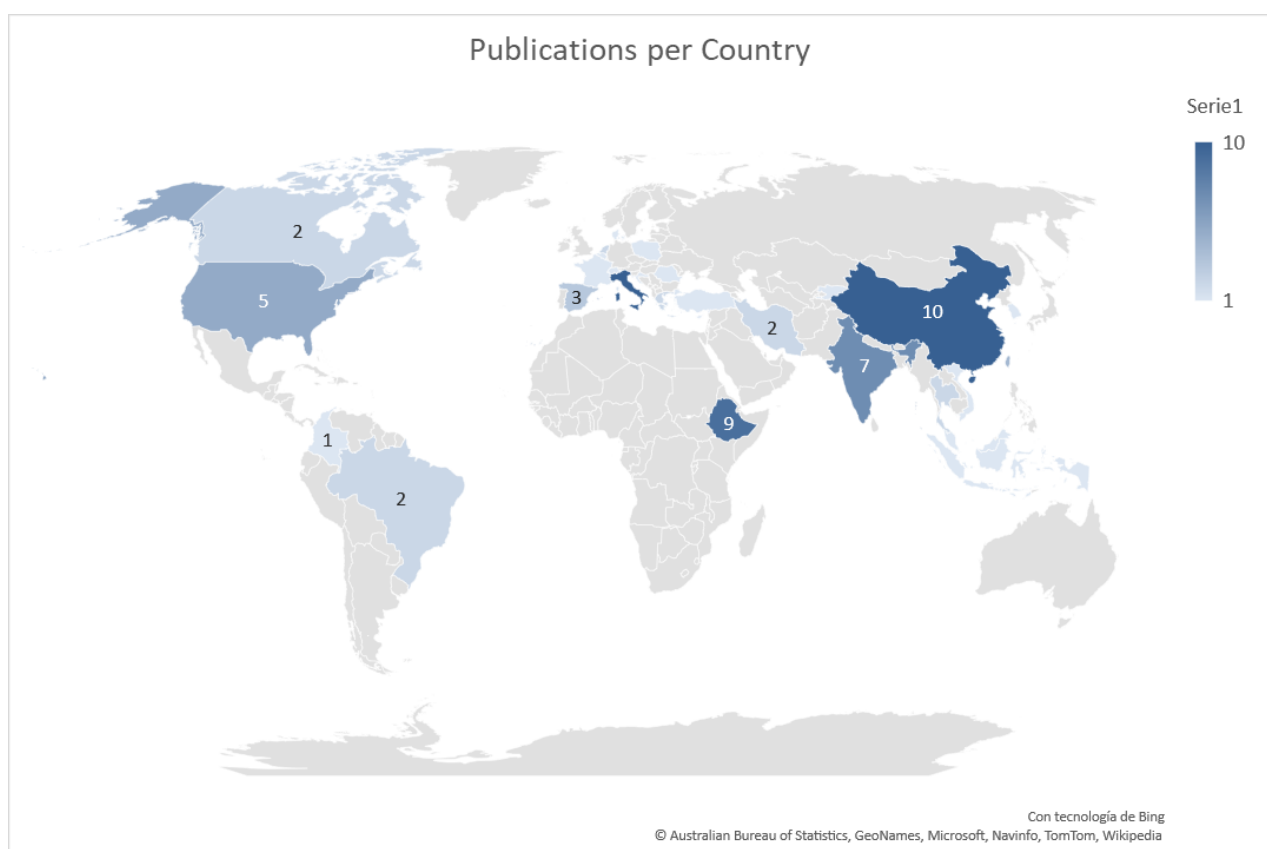 Publications per Country
Serie1
10
1
2
5
3
2
10
7
9
1
2
Con tecnología de Bing
© Australian Bureau of Statistics, GeoNames, Microsoft, Navinfo, TomTom, Wikipedia